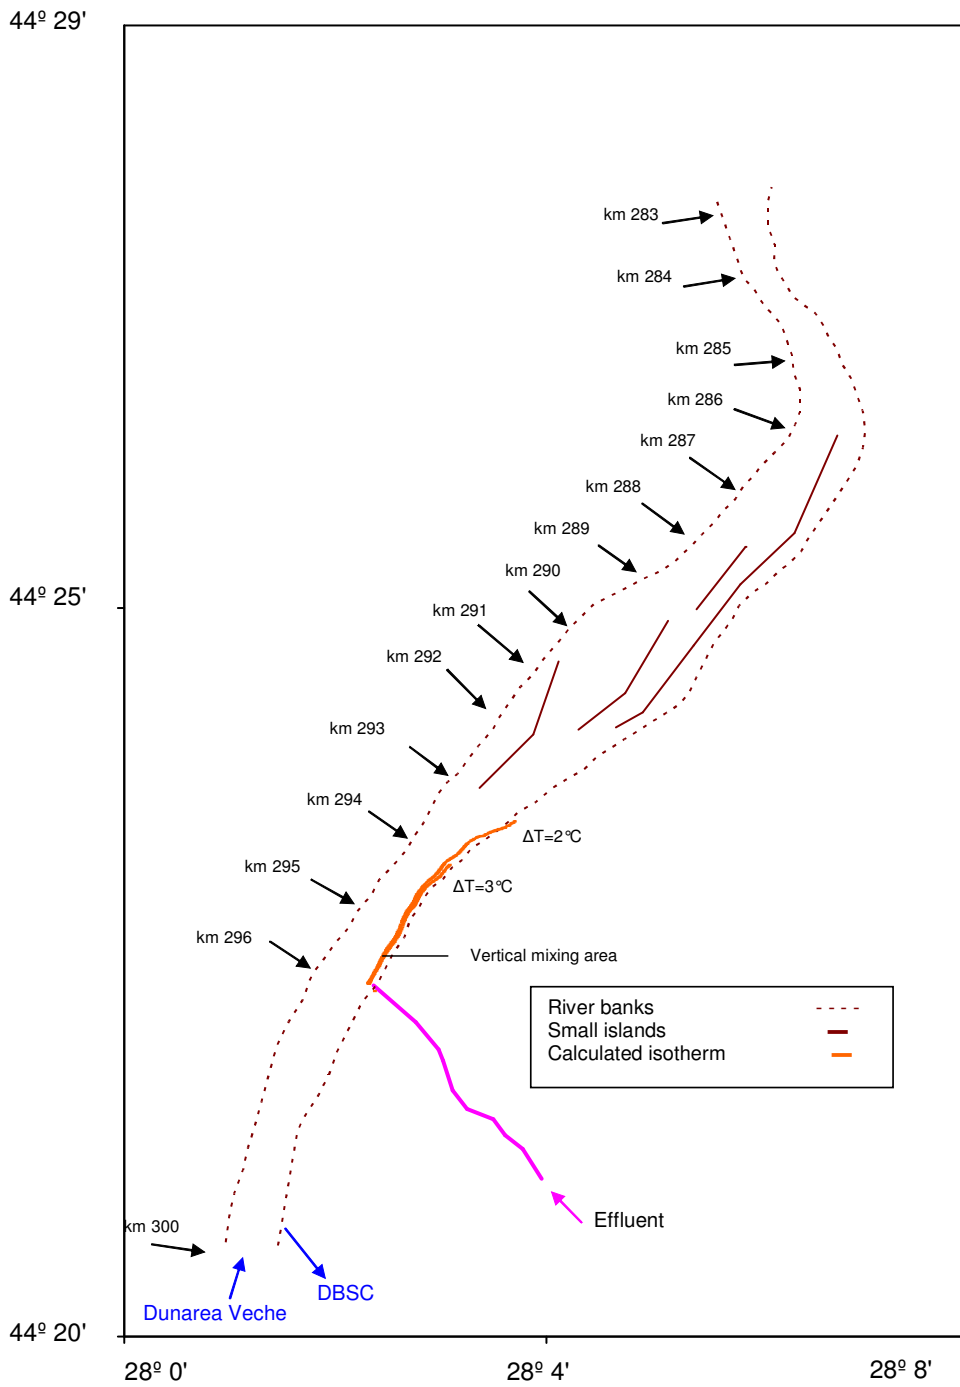 44º 29'
km 283
km 284
km 285
km 286
km 287
km 288
km 289
km 290
44º 25'
km 291
km 292
km 293
km 294
ΔT=2°C
km 295
ΔT=3°C
km 296
Vertical mixing area
River banks
Small islands
Calculated isotherm
Effluent
km 300
DBSC
Dunarea Veche
44º 20'
28º 0'
28º 4'
28º 8'